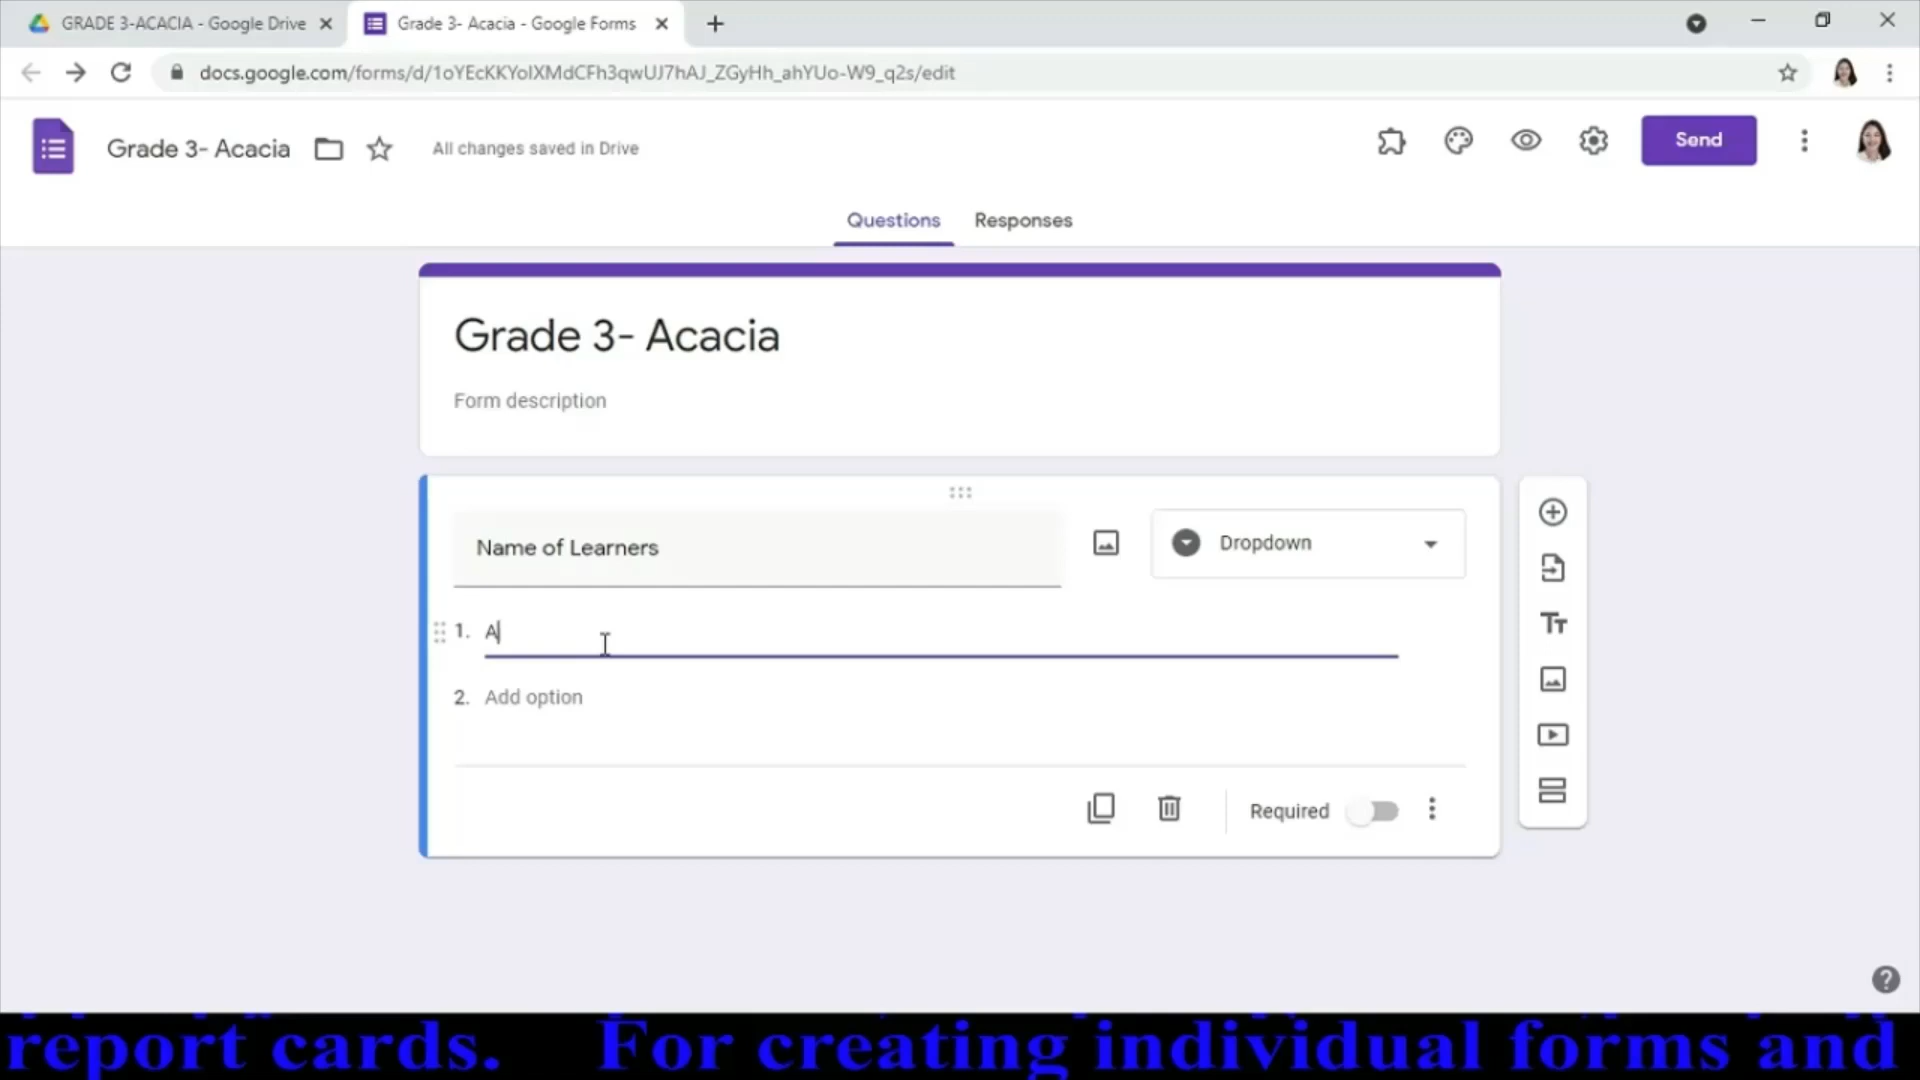 GRADE 3-ACACIA - Google Drive
Grade 3- Acacia - Google Forms
docs.google.com/forms/d/1oYEcKKYoIXMdCFh3qwUJ7hAJ_ZGyHh_ahYUo-W9_q2s/edit
Grade 3- Acacia
All changes saved in Drive
Send
Questions
Responses
Grade 3- Acacia
Form description
Name of Learners
Dropdown
1. A
2. Add option
Required
report cards. For creating individual forms and